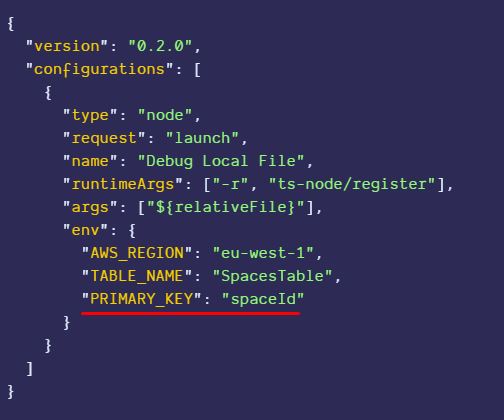 {
  "version": "0.2.0",
  "configurations": [
    {
      "type": "node",
      "request": "launch",
      "name": "Debug Local File",
      "runtimeArgs": ["-r", "ts-node/register"],
      "args": ["${relativeFile}"],
      "env": {
        "AWS_REGION": "eu-west-1",
        "TABLE_NAME": "SpacesTable",
        "PRIMARY_KEY": "spaceId"
      }
    }
  ]
}